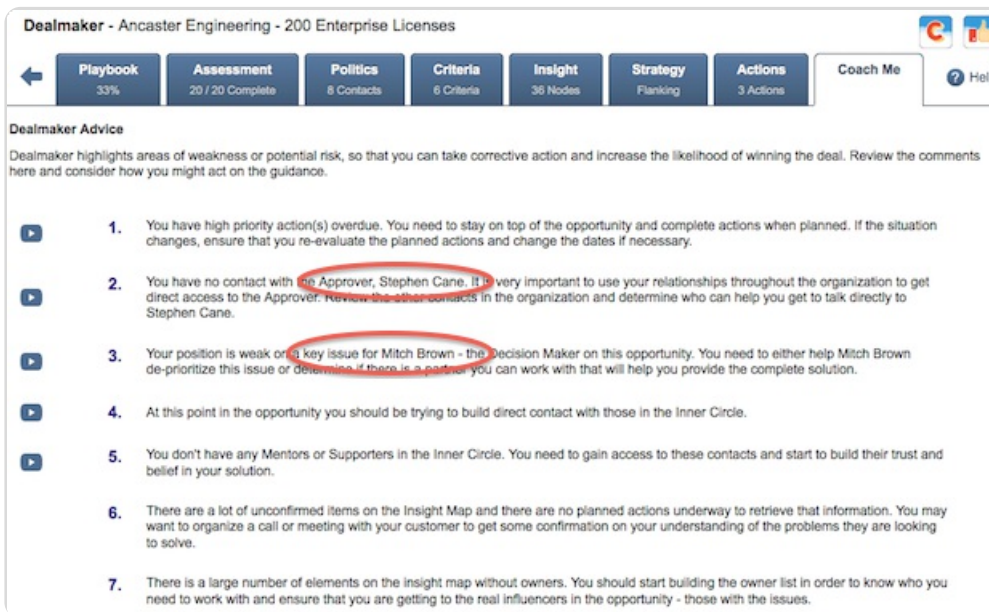 Dealmaker - Ancaster Engineering - 200 Enterprise Licenses
C
Playbook
33%
Assessment
20 / 20 Complete
Politics
8 Contacts
Criteria
6 Criteria
Insight
36 Nodes
Strategy
Flanking
Actions
3 Actions
Coach Me
? Hel
Dealmaker Advice
Dealmaker highlights areas of weakness or potential risk, so that you can take corrective action and increase the likelihood of winning the deal. Review the comments
here and consider how you might act on the guidance.
1. You have high priority action(s) overdue. You need to stay on top of the opportunity and complete actions when planned. If the situation
changes, ensure that you re-evaluate the planned actions and change the dates if necessary.
2. You have no contact with the Approver, Stephen Cane. It is very important to use your relationships throughout the organization to get
direct access to the Approver. Review the other contacts in the organization and determine who can help you get to talk directly to
Stephen Cane.
3. Your position is weak on a key issue for Mitch Brown - the Decision Maker on this opportunity. You need to either help Mitch Brown
de-prioritize this issue or determine if there is a partner you can work with that will help you provide the complete solution.
4. At this point in the opportunity you should be trying to build direct contact with those in the Inner Circle.
5. You don't have any Mentors or Supporters in the Inner Circle. You need to gain access to these contacts and start to build their trust and
belief in your solution.
6. There are a lot of unconfirmed items on the Insight Map and there are no planned actions underway to retrieve that information. You may
want to organize a call or meeting with your customer to get some confirmation on your understanding of the problems they are looking
to solve.
7. There is a large number of elements on the insight map without owners. You should start building the owner list in order to know who you
need to work with and ensure that you are getting to the real influencers in the opportunity - those with the issues.